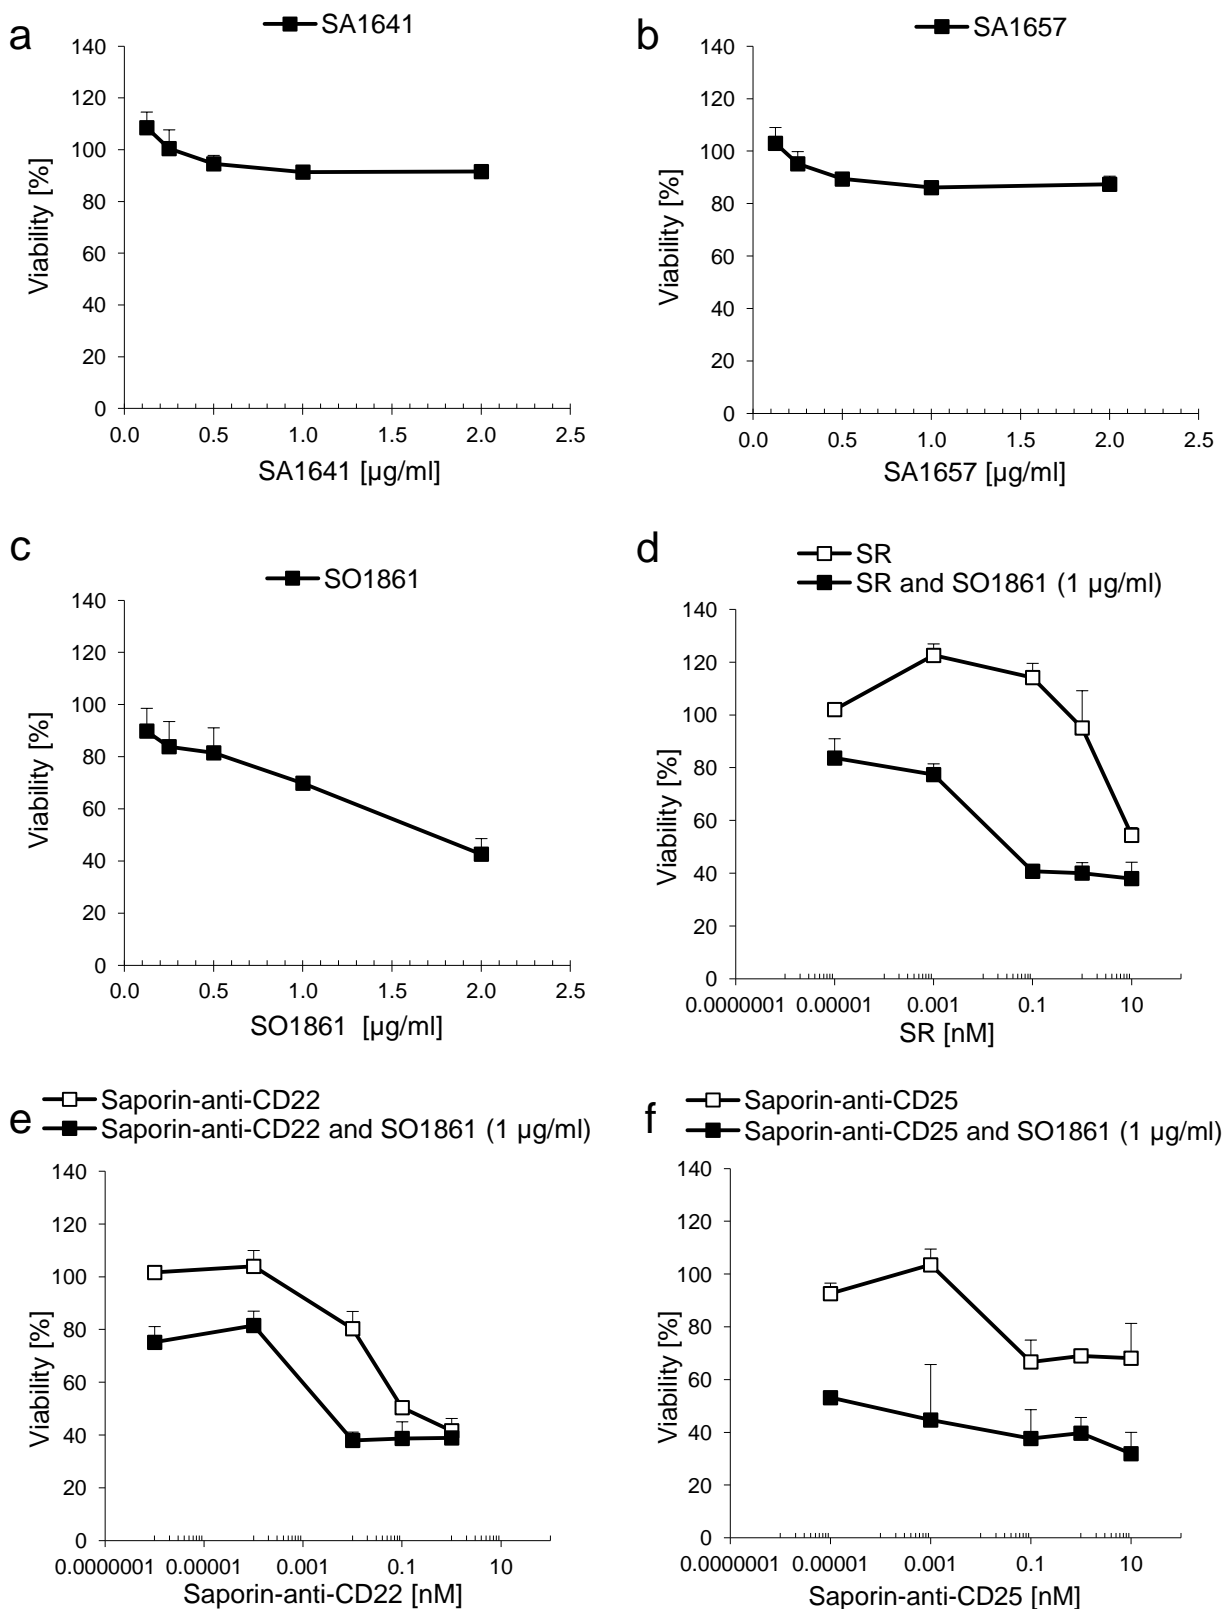 a
SA1641
140
120
100
80
60
40
20
0
Viability [%]
0.0 0.5 1.0 1.5 2.0 2.5
SA1641 [µg/ml]
b
SA1657
140
120
100
80
60
40
20
0
Viability [%]
0.0 0.5 1.0 1.5 2.0 2.5
SA1657 [µg/ml]
c
SO1861
140
120
100
80
60
40
20
0
Viability [%]
0.0 0.5 1.0 1.5 2.0 2.5
SO1861 [µg/ml]
d
SR
SR and SO1861 (1 µg/ml)
140
120
100
80
60
40
20
0
Viability [%]
0.0000001 0.00001 0.001 0.1 10
SR [nM]
e
Saporin-anti-CD22
Saporin-anti-CD22 and SO1861 (1 µg/ml)
140
120
100
80
60
40
20
0
Viability [%]
0.0000001 0.00001 0.001 0.1 10
Saporin-anti-CD22 [nM]
f
Saporin-anti-CD25
Saporin-anti-CD25 and SO1861 (1 µg/ml)
140
120
100
80
60
40
20
0
Viability [%]
0.0000001 0.00001 0.001 0.1 10
Saporin-anti-CD25 [nM]